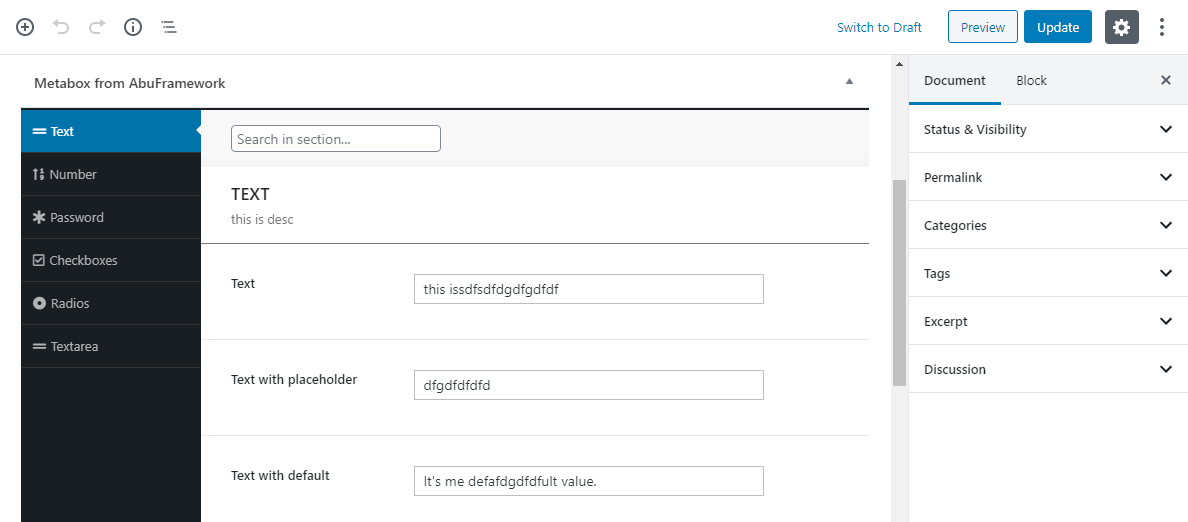 Switch to Draft
Preview
Update
Metabox from AbuFramework
Text
Number
Password
Checkboxes
Radios
Textarea
Search in section...
TEXT
this is desc
Text
this issdfsdfdgdfgdfdf
Text with placeholder
dfgdfdfdfd
Text with default
It's me defafdgdfdfult value.
Document
Block
Status & Visibility
Permalink
Categories
Tags
Excerpt
Discussion